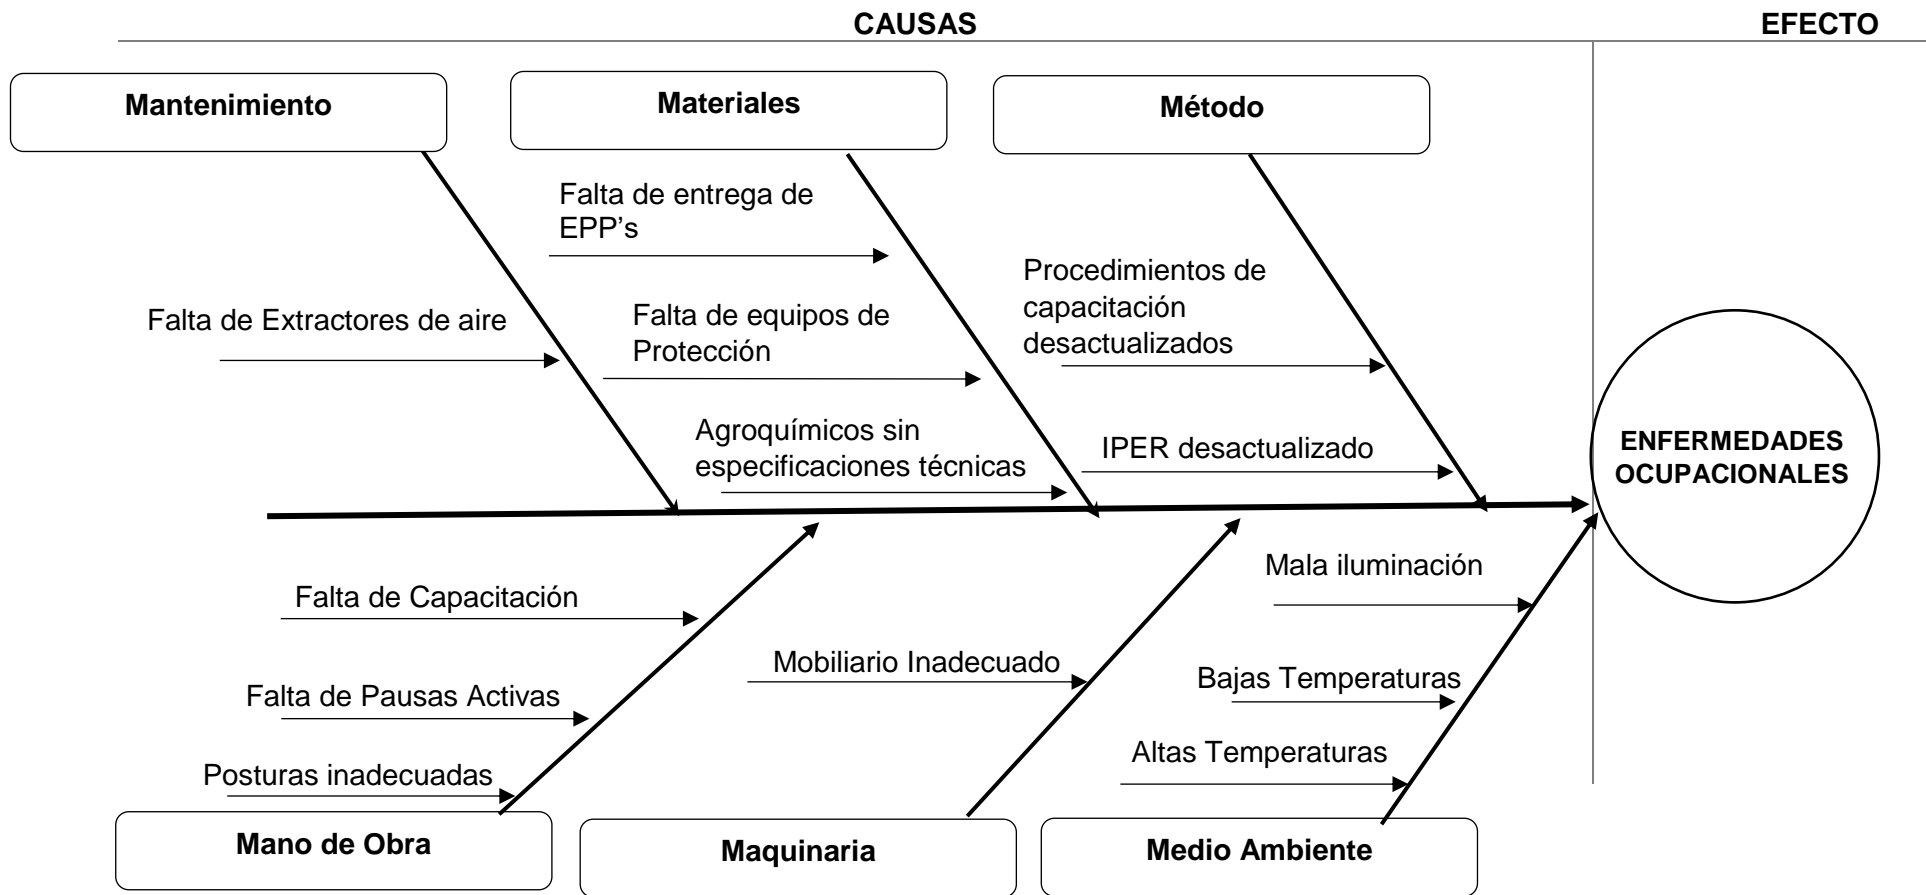 CAUSAS
EFECTO
Mantenimiento
Materiales
Método
Falta de entrega de
EPP's
Falta de Extractores de aire
Falta de equipos de
Protección
Procedimientos de
capacitación
desactualizados
Agroquímicos sin
especificaciones técnicas
IPER desactualizado
ENFERMEDADES
OCUPACIONALES
Falta de Capacitación
Mobiliario Inadecuado
Mala iluminación
Falta de Pausas Activas
Bajas Temperaturas
Posturas inadecuadas
Altas Temperaturas
Mano de Obra
Maquinaria
Medio Ambiente